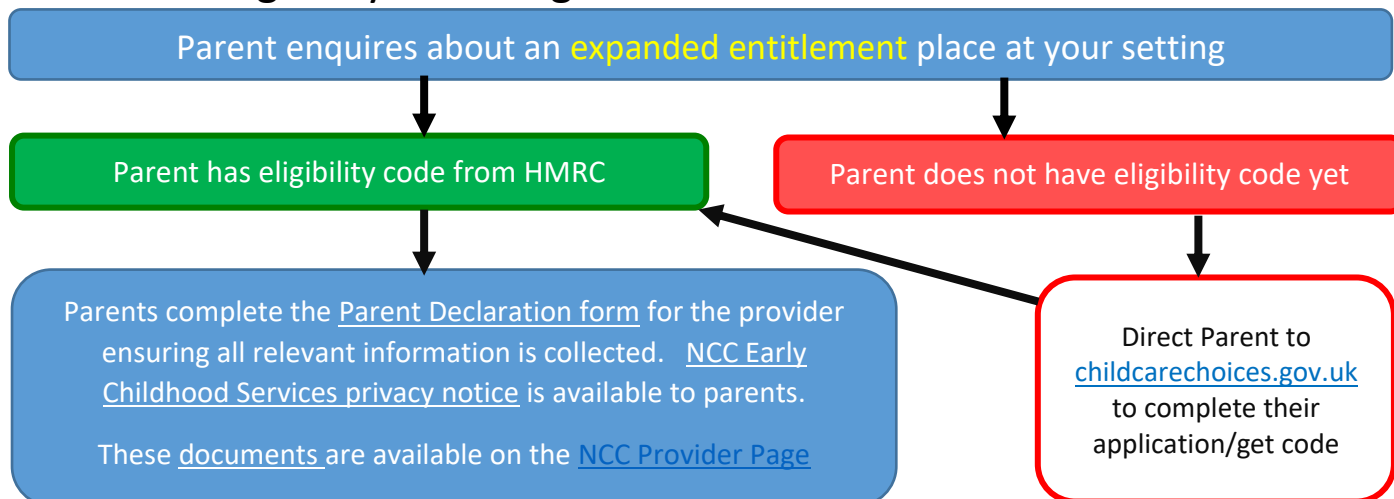 Parent enquires about an expanded entitlement place at your setting
Parent has eligibility code from HMRC
Parent does not have eligibility code yet
Parents complete the Parent Declaration form for the provider
ensuring all relevant information is collected. NCC Early
Childhood Services privacy notice is available to parents.
These documents are available on the NCC Provider Page
Direct Parent to
childcarechoices.gov.uk
to complete their
application/get code